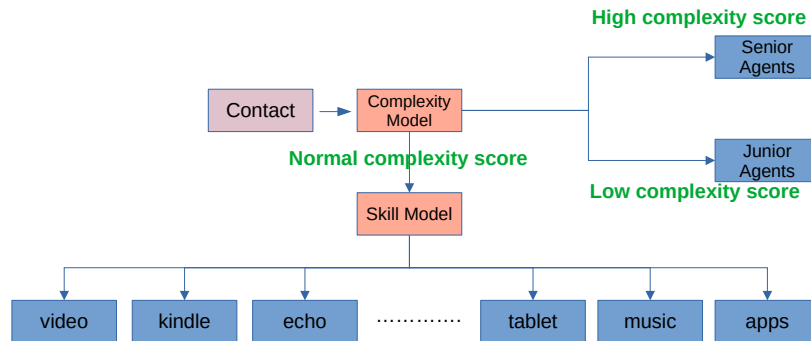 High complexity score
Senior
Agents
Contact
Complexity
Model
Normal complexity score
Junior
Agents
Low complexity score
Skill Model
video
kindle
echo
………….
tablet
music
apps